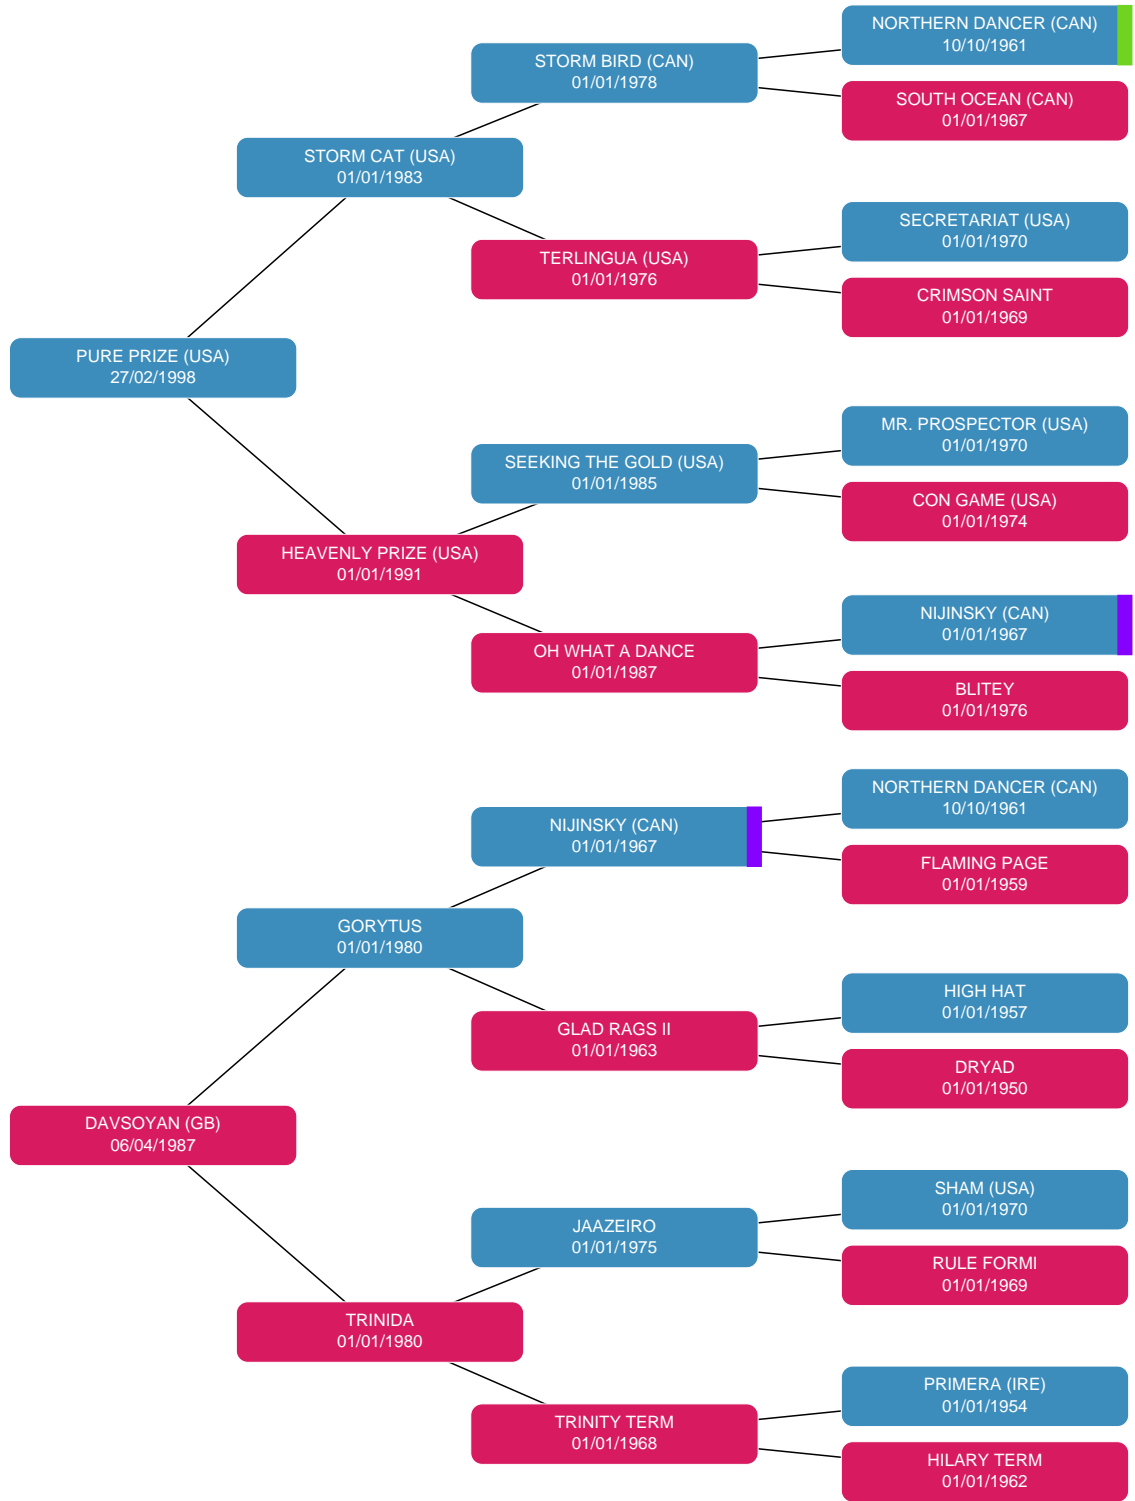 NORTHERN DANCER (CAN)
10/10/1961
STORM BIRD (CAN)
01/01/1978
SOUTH OCEAN (CAN)
01/01/1967
STORM CAT (USA)
01/01/1983
SECRETARIAT (USA)
01/01/1970
TERLINGUA (USA)
01/01/1976
CRIMSON SAINT
01/01/1969
PURE PRIZE (USA)
27/02/1998
MR. PROSPECTOR (USA)
01/01/1970
SEEKING THE GOLD (USA)
01/01/1985
CON GAME (USA)
01/01/1974
HEAVENLY PRIZE (USA)
01/01/1991
NIJINSKY (CAN)
01/01/1967
OH WHAT A DANCE
01/01/1987
BLITEY
01/01/1976
NORTHERN DANCER (CAN)
10/10/1961
NIJINSKY (CAN)
01/01/1967
FLAMING PAGE
01/01/1959
GORYTUS
01/01/1980
HIGH HAT
01/01/1957
GLAD RAGS II
01/01/1963
DRYAD
01/01/1950
DAVSOYAN (GB)
06/04/1987
SHAM (USA)
01/01/1970
JAAZEIRO
01/01/1975
RULE FORMI
01/01/1969
TRINIDA
01/01/1980
PRIMERA (IRE)
01/01/1954
TRINITY TERM
01/01/1968
HILARY TERM
01/01/1962